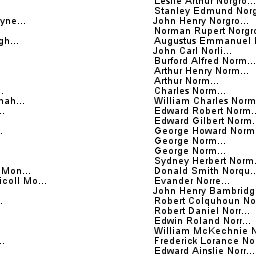 Leslie Arthur Norgro...
Stanley Edmund Norg
yne... John Henry Norgro...
Norman Rupert Norgro
gh... Augustus Emmanuel
John Carl Norli...
Burford Alfred Norm...
Arthur Henry Norm...
Arthur Norm...
.. Charles Norm...
nah... William Charles Norm
.. Edward Robert Norm...
Edward Gilbert Norm.
.. George Howard Norm
George Norm...
George Norm...
Sydney Herbert Norm.
Mon... Donald Smith Norqu...
icoll Mo... Evander Norre...
John Henry Bambridg
. Robert Colquhoun No
Robert Daniel Norr...
Edwin Roland Norr...
William McKechnie N
.. Frederick Lorance No
Edward Ainslie Norr...